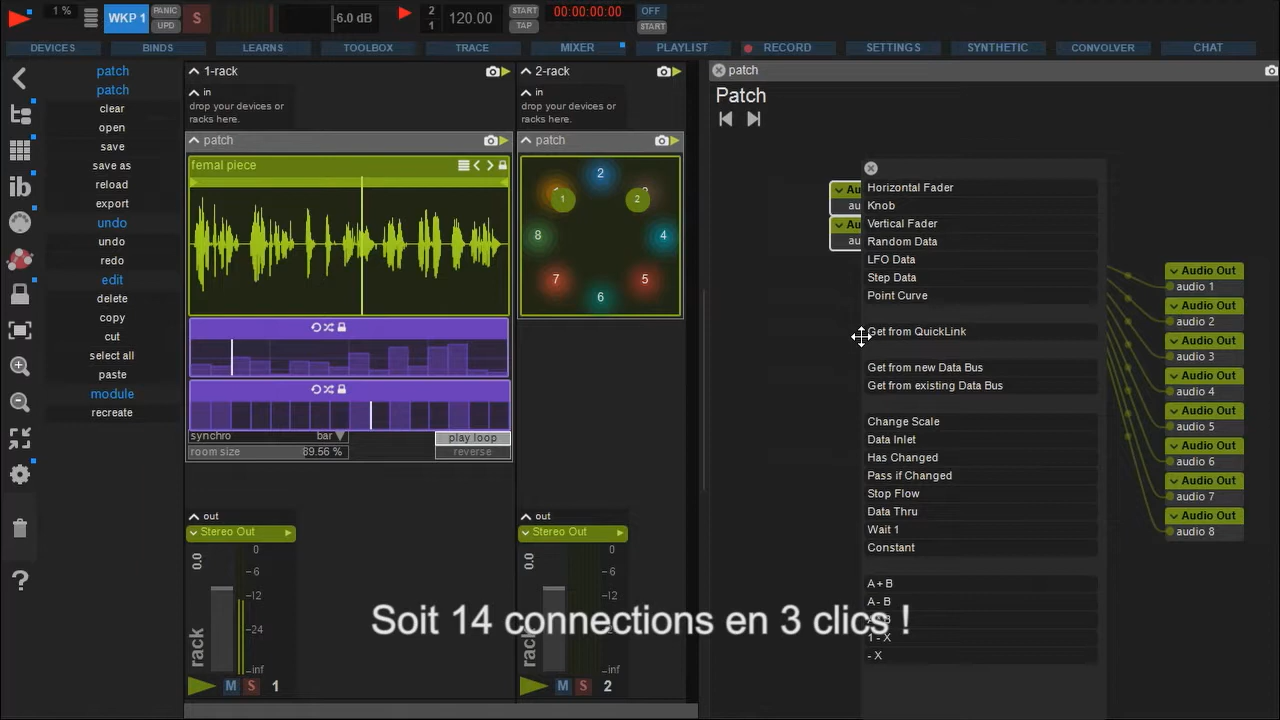 1 %
WKP 1
PANIC
UPD
S
-6.0 dB
2
1
120.00
START
TAP
00:00:00:00
OFF
START
DEVICES
BINDS
LEARNS
TOOLBOX
TRACE
MIXER
PLAYLIST
RECORD
SETTINGS
SYNTHETIC
CONVOLVER
CHAT
patch
patch
clear
open
save
save as
reload
export
undo
undo
redo
edit
delete
copy
cut
select all
paste
module
recreate
ib
?
1-rack
in
drop your devices or
racks here.
patch
femal piece
synchro
bar
play loop
room size
89.56 %
reverse
out
Stereo Out
0.0
0
-6
-12
-24
-inf
rack
M
S
1
2-rack
in
drop your devices or
racks here.
patch
2
1
2
8
4
7
5
6
out
Stereo Out
0.0
0
-6
-12
-24
-inf
rack
M
S
2
patch
Patch
Au
au
Au
au
Horizontal Fader
Knob
Vertical Fader
Random Data
LFO Data
Step Data
Point Curve
Get from QuickLink
Get from new Data Bus
Get from existing Data Bus
Change Scale
Data Inlet
Has Changed
Pass if Changed
Stop Flow
Data Thru
Wait 1
Constant
A + B
A - B
1 - X
- X
Audio Out
audio 1
Audio Out
audio 2
Audio Out
audio 3
Audio Out
audio 4
Audio Out
audio 5
Audio Out
audio 6
Audio Out
audio 7
Audio Out
audio 8
Soit 14 connections en 3 clics !